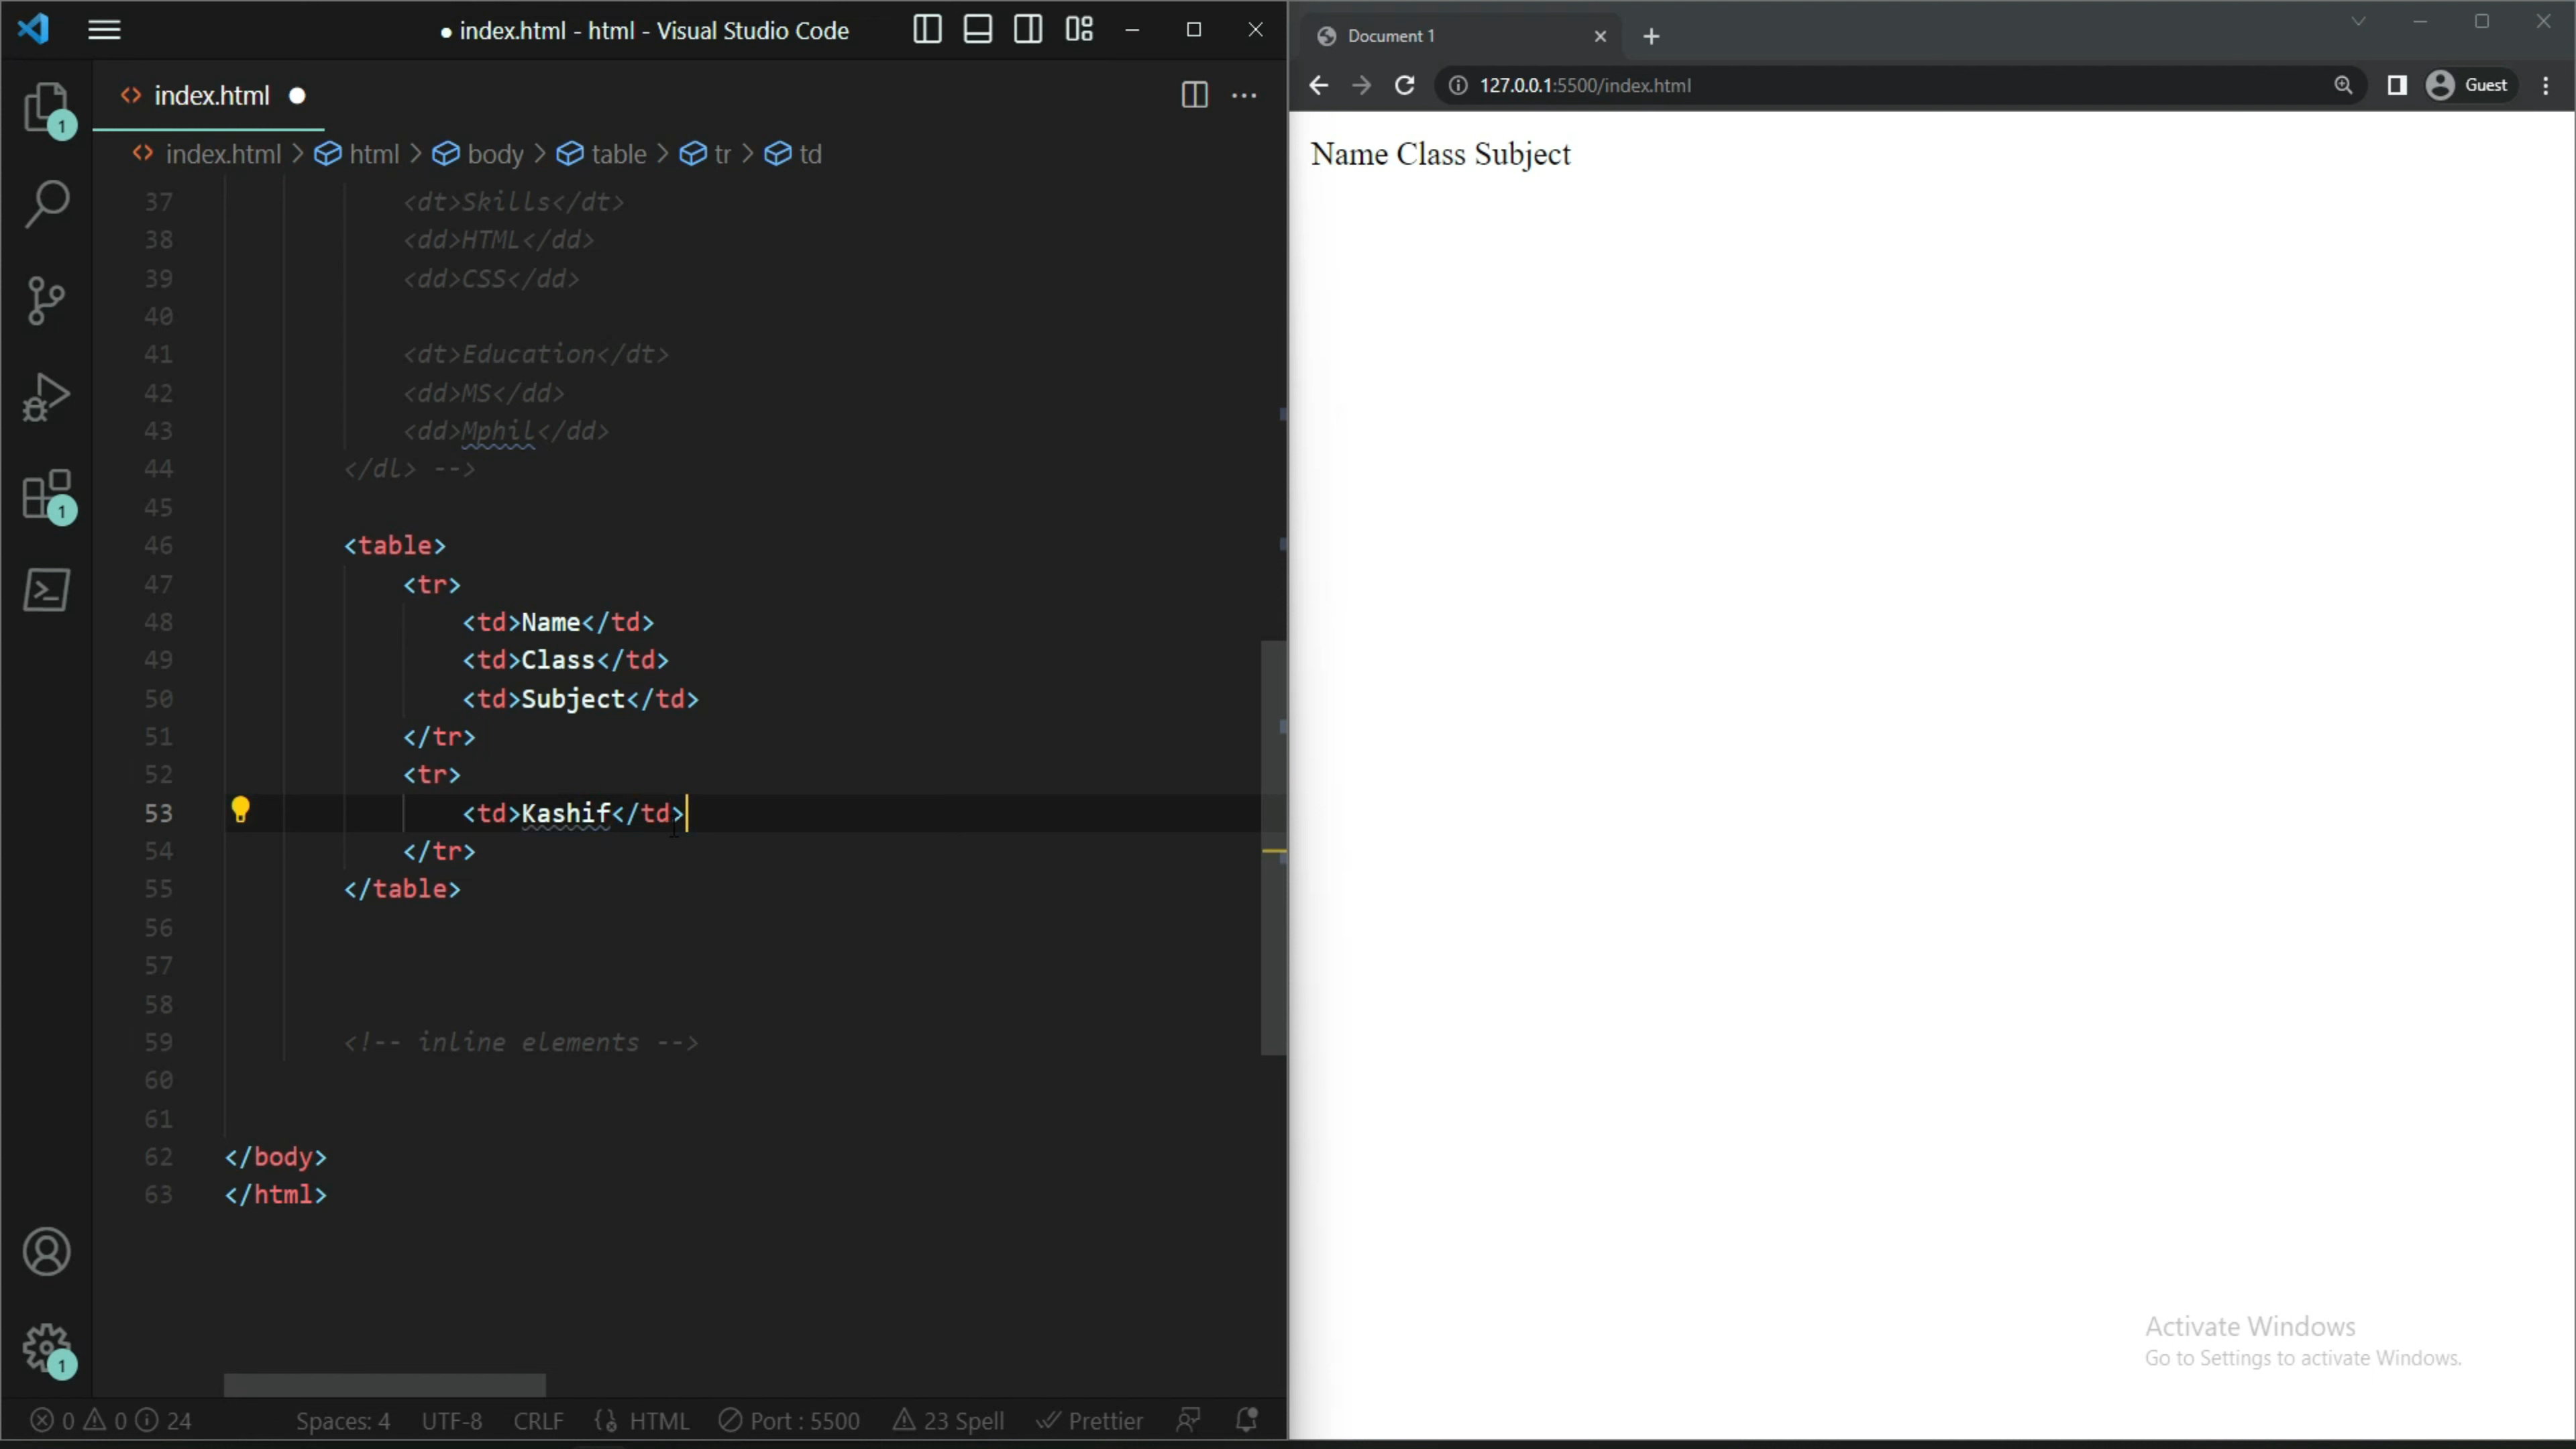 ● index.html - html - Visual Studio Code
index.html
index.html > html > body > table > tr > td
37 <dt>Skills</dt>
38 <dd>HTML</dd>
39 <dd>CSS</dd>
40
41 <dt>Education</dt>
42 <dd>MS</dd>
43 <dd>Mphil</dd>
44 </dl> -->
45
46 <table>
47 <tr>
48 <td>Name</td>
49 <td>Class</td>
50 <td>Subject</td>
51 </tr>
52 <tr>
53 <td>Kashif</td>
54 </tr>
55 </table>
56
57
58
59 <!-- inline elements -->
60
61
62 </body>
63 </html>
1
1
1
0 0 24 Spaces: 4 UTF-8 CRLF HTML Port : 5500 23 Spell Prettier
Document 1
127.0.0.1:5500/index.html Guest
Name Class Subject
Activate Windows
Go to Settings to activate Windows.